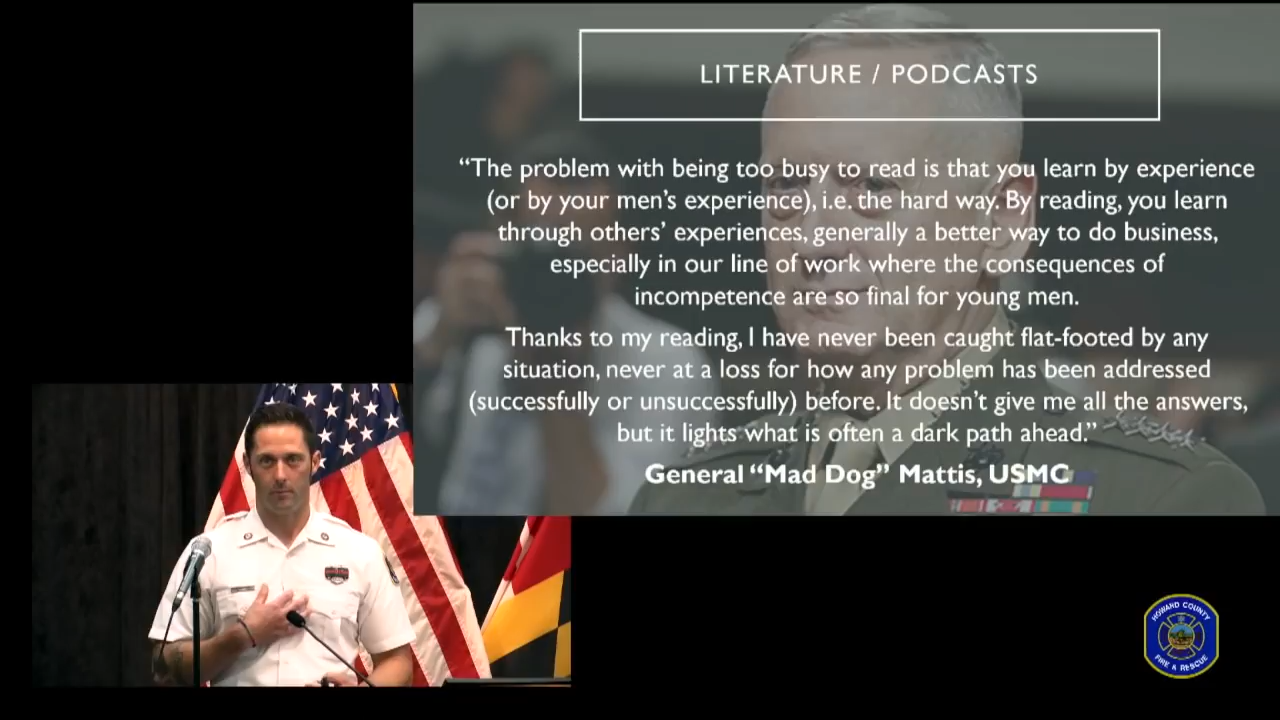 LITERATURE / PODCASTS
“The problem with being too busy to read is that you learn by experience
(or by your men’s experience), i.e. the hard way. By reading, you learn
through others’ experiences, generally a better way to do business,
especially in our line of work where the consequences of
incompetence are so final for young men.
Thanks to my reading, I have never been caught flat-footed by any
situation, never at a loss for how any problem has been addressed
(successfully or unsuccessfully) before. It doesn’t give me all the answers,
but it lights what is often a dark path ahead.”
General “Mad Dog” Mattis, USMC
HOWARD COUNTY
FIRE & RESCUE